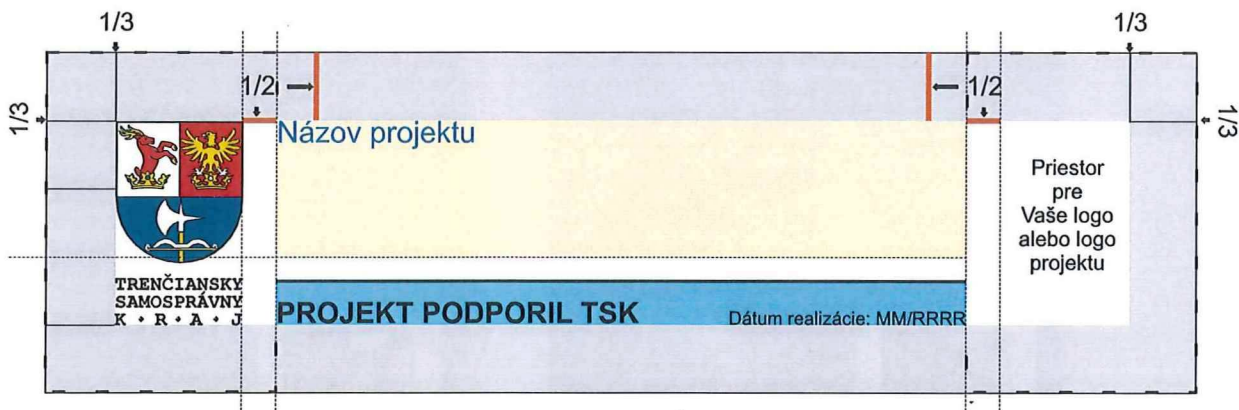 1/3
1/3
1/2
1/2
1/3
1/3
Názov projektu
Priestor
pre
Vaše logo
alebo logo
projektu
TRENČIANSKY
SAMOSPRÁVNY
K • R • A • J
PROJEKT PODPORIL TSK
Dátum realizácie: MM/RRRR